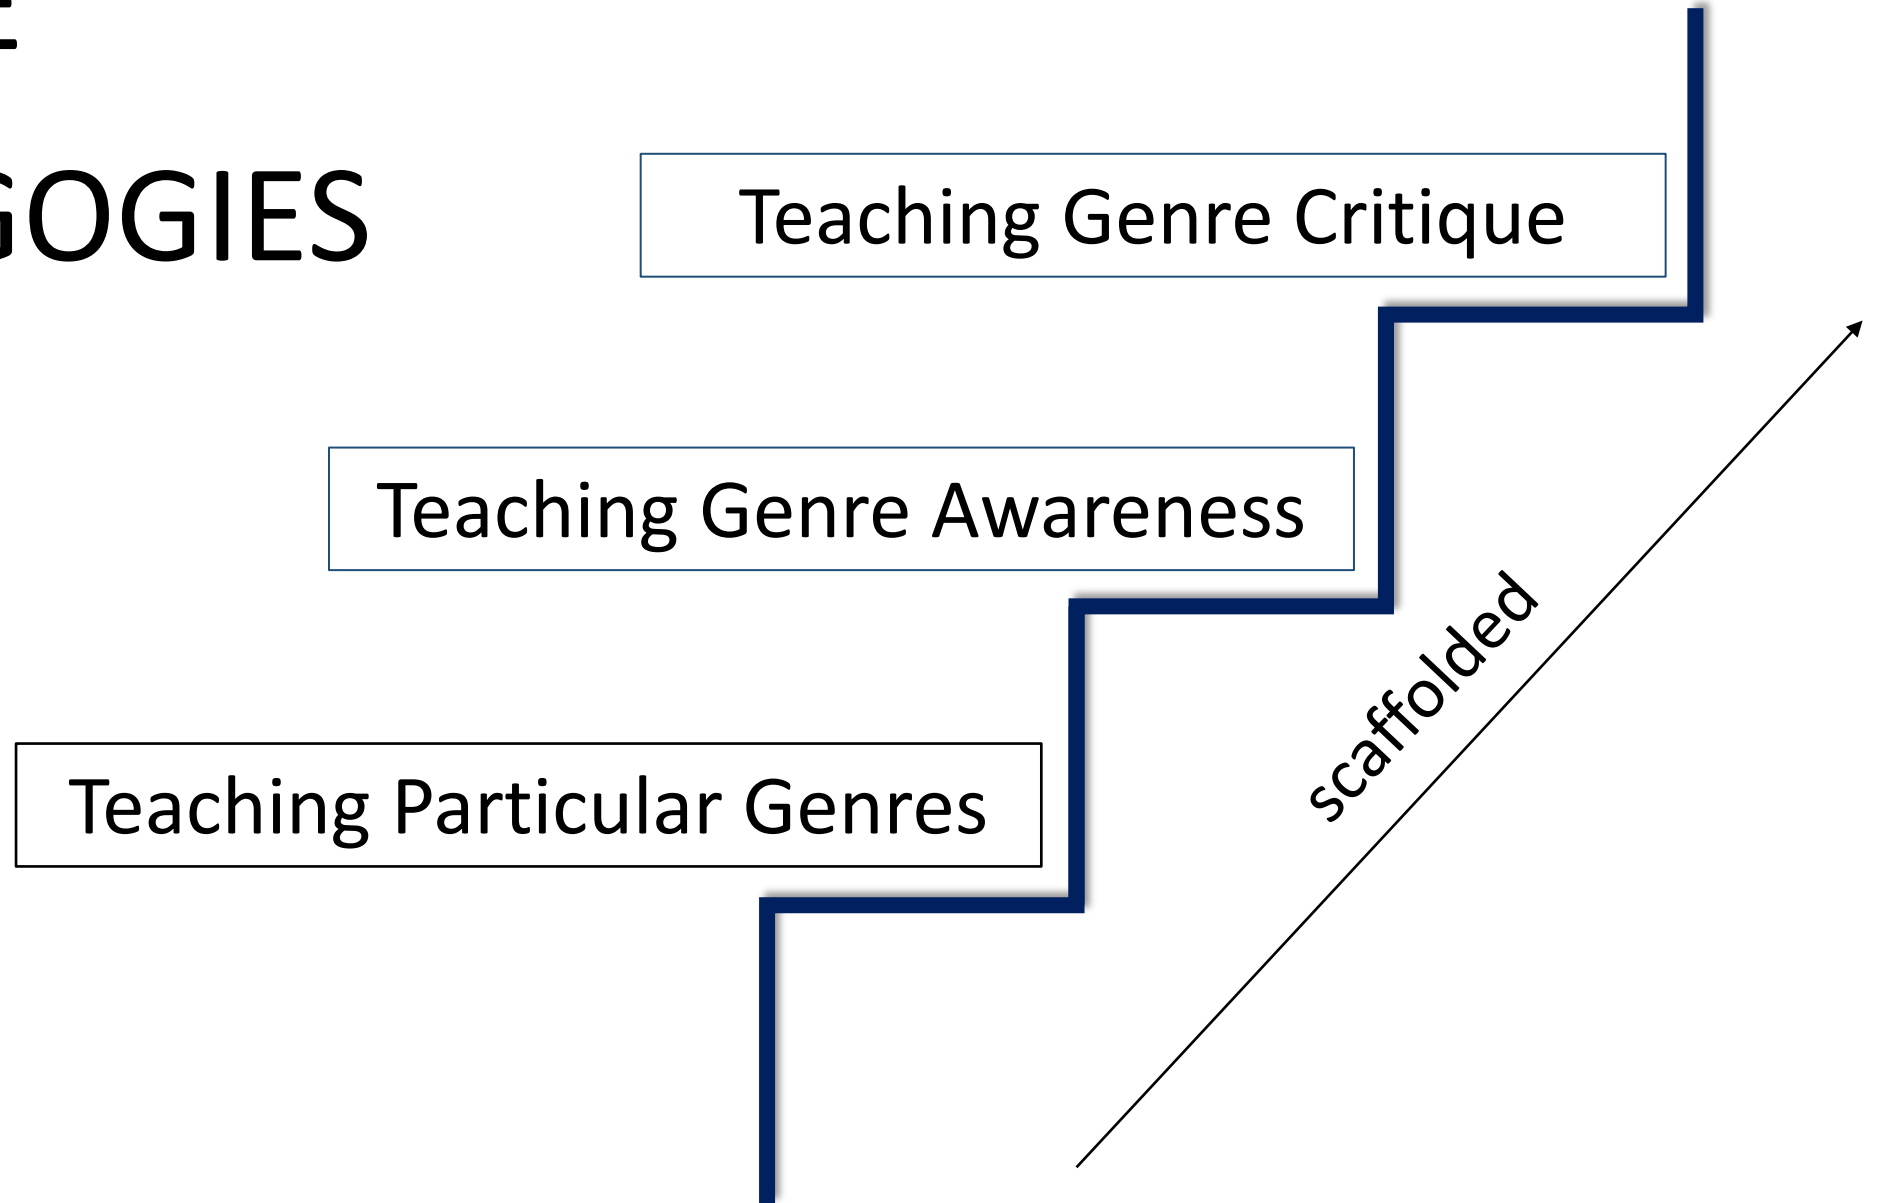 GOGIES
Teaching Genre Critique
Teaching Genre Awareness
scaffolded
Teaching Particular Genres